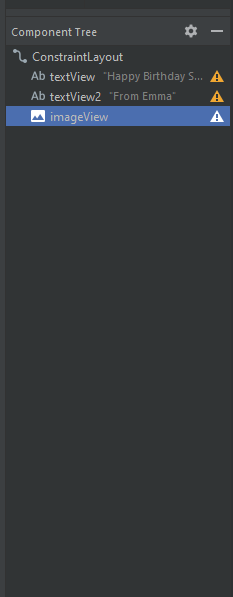 Component Tree
ConstraintLayout
Ab textView "Happy Birthday S...
Ab textView2 "From Emma"
imageView